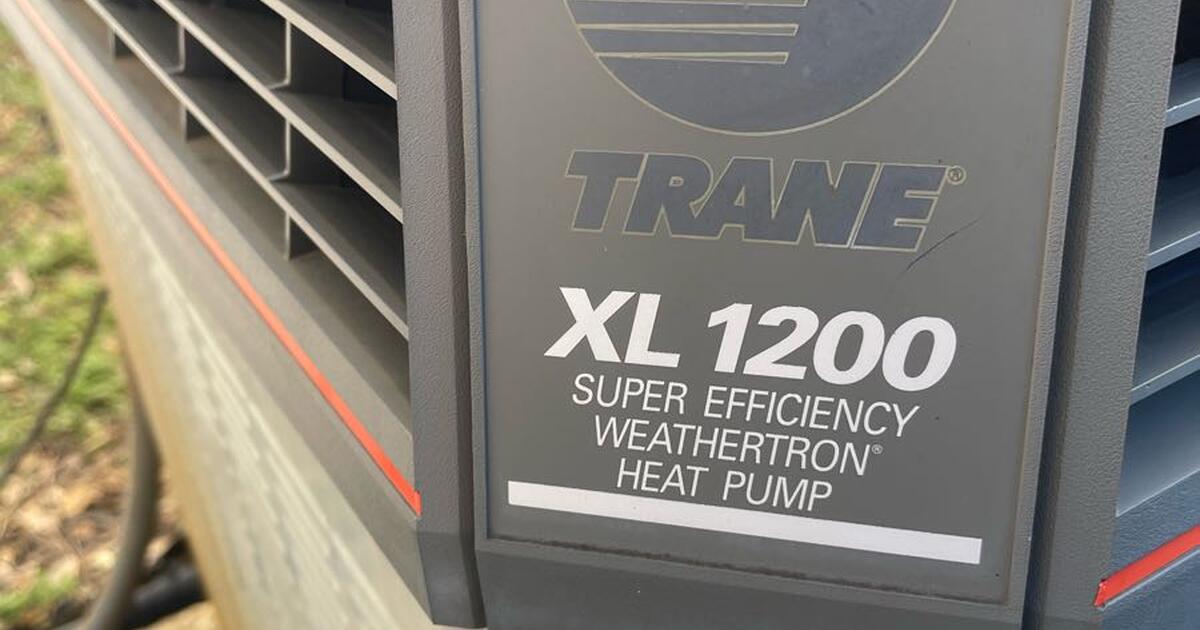 TRANE®
XL 1200
SUPER EFFICIENCY
WEATHERTRON®
HEAT PUMP